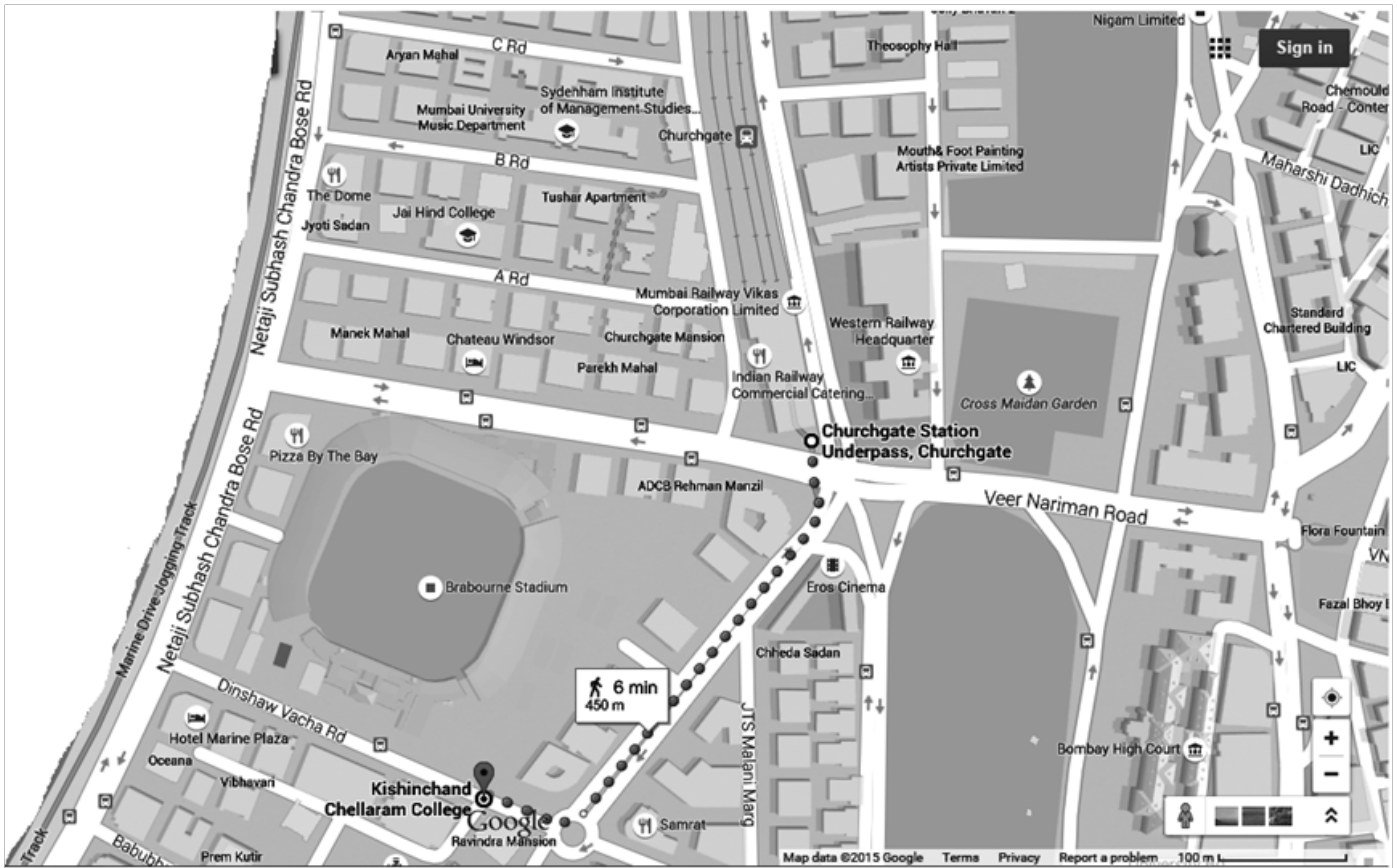 Jolly Bhavan 2
Nigam Limited
Sign in
C Rd
Aryan Mahal
Theosophy Hall
Sydenham Institute
of Management Studies...
Mumbai University
Music Department
Churchgate
Chemould
Road - Conter
LIC
B Rd
Mouth& Foot Painting
Artists Private Limited
Maharshi Dadhich
The Dome
Tushar Apartment
Jai Hind College
Jyoti Sadan
Netaji Subhash Chandra Bose Rd
A Rd
Mumbai Railway Vikas
Corporation Limited
Manek Mahal
Chateau Windsor
Churchgate Mansion
Parekh Mahal
Western Railway
Headquarter
Standard
Chartered Building
LIC
Indian Railway
Commercial Catering...
Cross Maidan Garden
Churchgate Station
Underpass, Churchgate
Pizza By The Bay
ADCB Rehman Manzil
Veer Nariman Road
Flora Fountain
VN
Netaji Subhash Chandra Bose Rd
Marine Drive Jogging Track
Brabourne Stadium
Eros Cinema
Fazal Bhoy
Chheda Sadan
6 min
450 m
Dinshaw Vacha Rd
Hotel Marine Plaza
Oceana
Vibhavari
JTS Malani Marg
Bombay High Court
Kishinchand
Chellaram College
Google
Ravindra Mansion
Samrat
Track
Babubh
Prem Kutir
Map data ©2015 Google Terms Privacy Report a problem 100 m